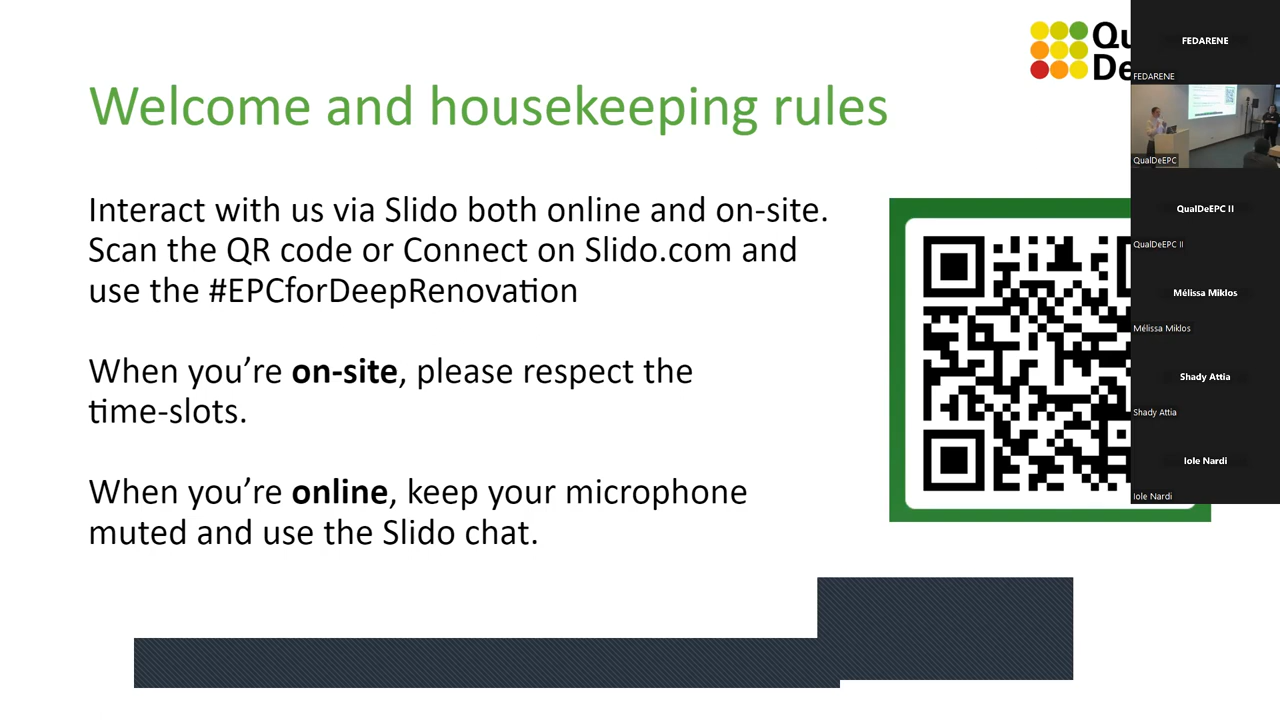 Welcome and housekeeping rules
Interact with us via Slido both online and on-site.
Scan the QR code or Connect on Slido.com and
use the #EPCforDeepRenovation
When you’re on-site, please respect the
time-slots.
When you’re online, keep your microphone
muted and use the Slido chat.
Qu
De
FEDARENE
FEDARENE
QualDeEPC
QualDeEPC II
QualDeEPC II
Mélissa Miklos
Mélissa Miklos
Shady Attia
Shady Attia
Iole Nardi
Iole Nardi